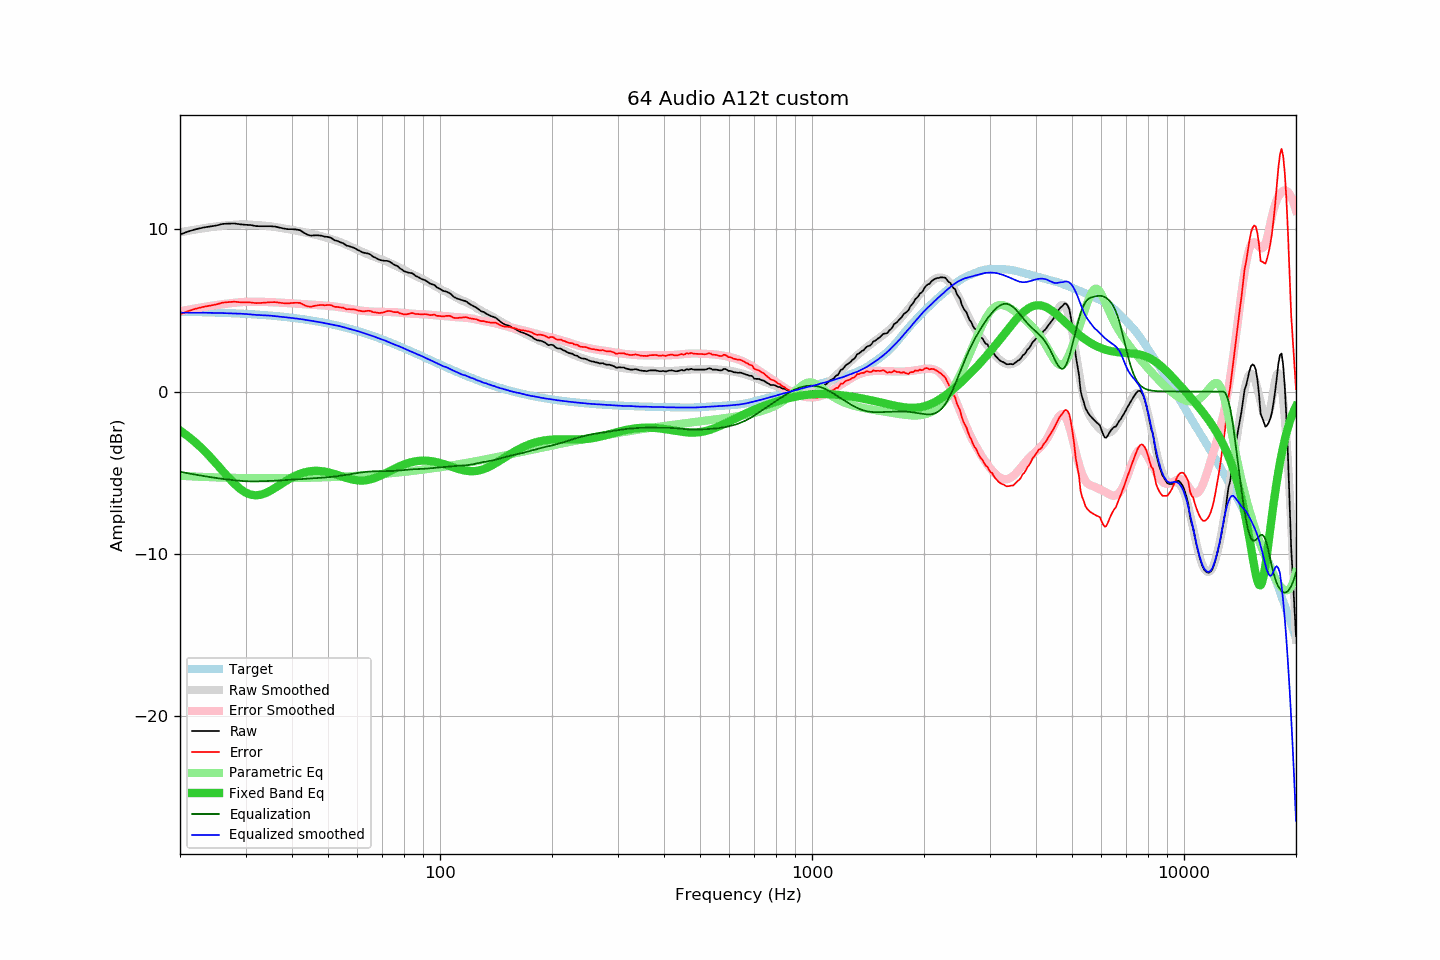 64 Audio A12t custom
10
0
−10
−20
Amplitude (dBr)
Target
Raw Smoothed
Error Smoothed
Raw
Error
Parametric Eq
Fixed Band Eq
Equalization
Equalized smoothed
100
1000
10000
Frequency (Hz)